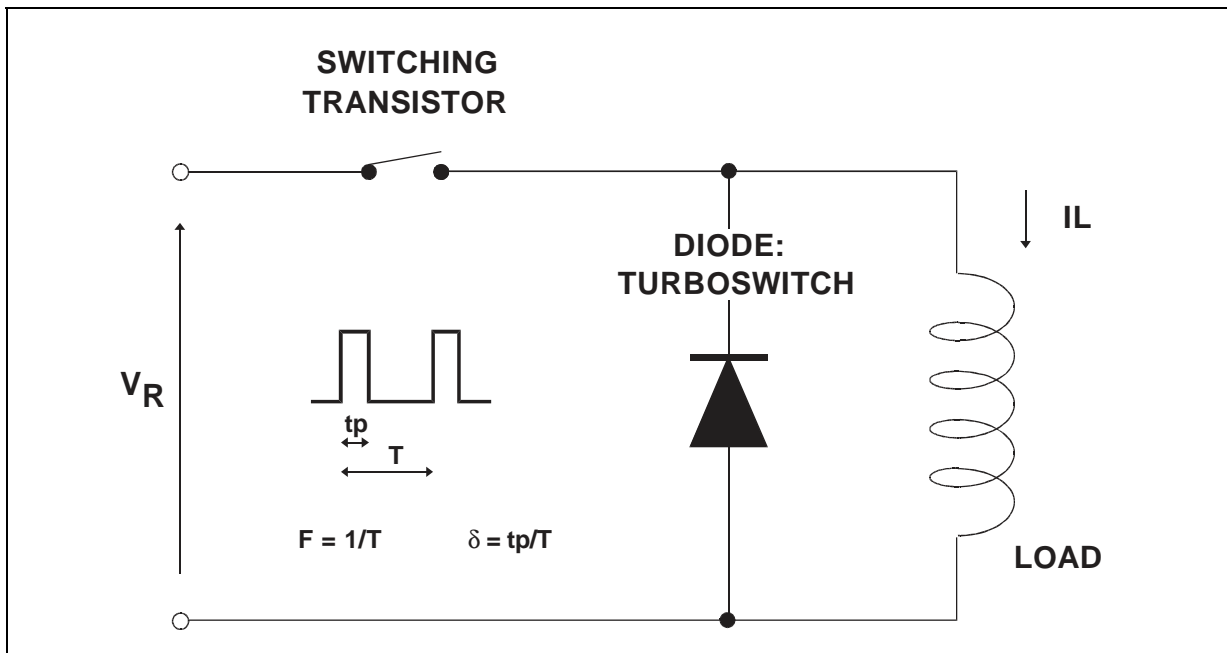 SWITCHING
TRANSISTOR
IL
DIODE:
TURBOSWITCH
VR
tp
T
F = 1/T
δ = tp/T
LOAD